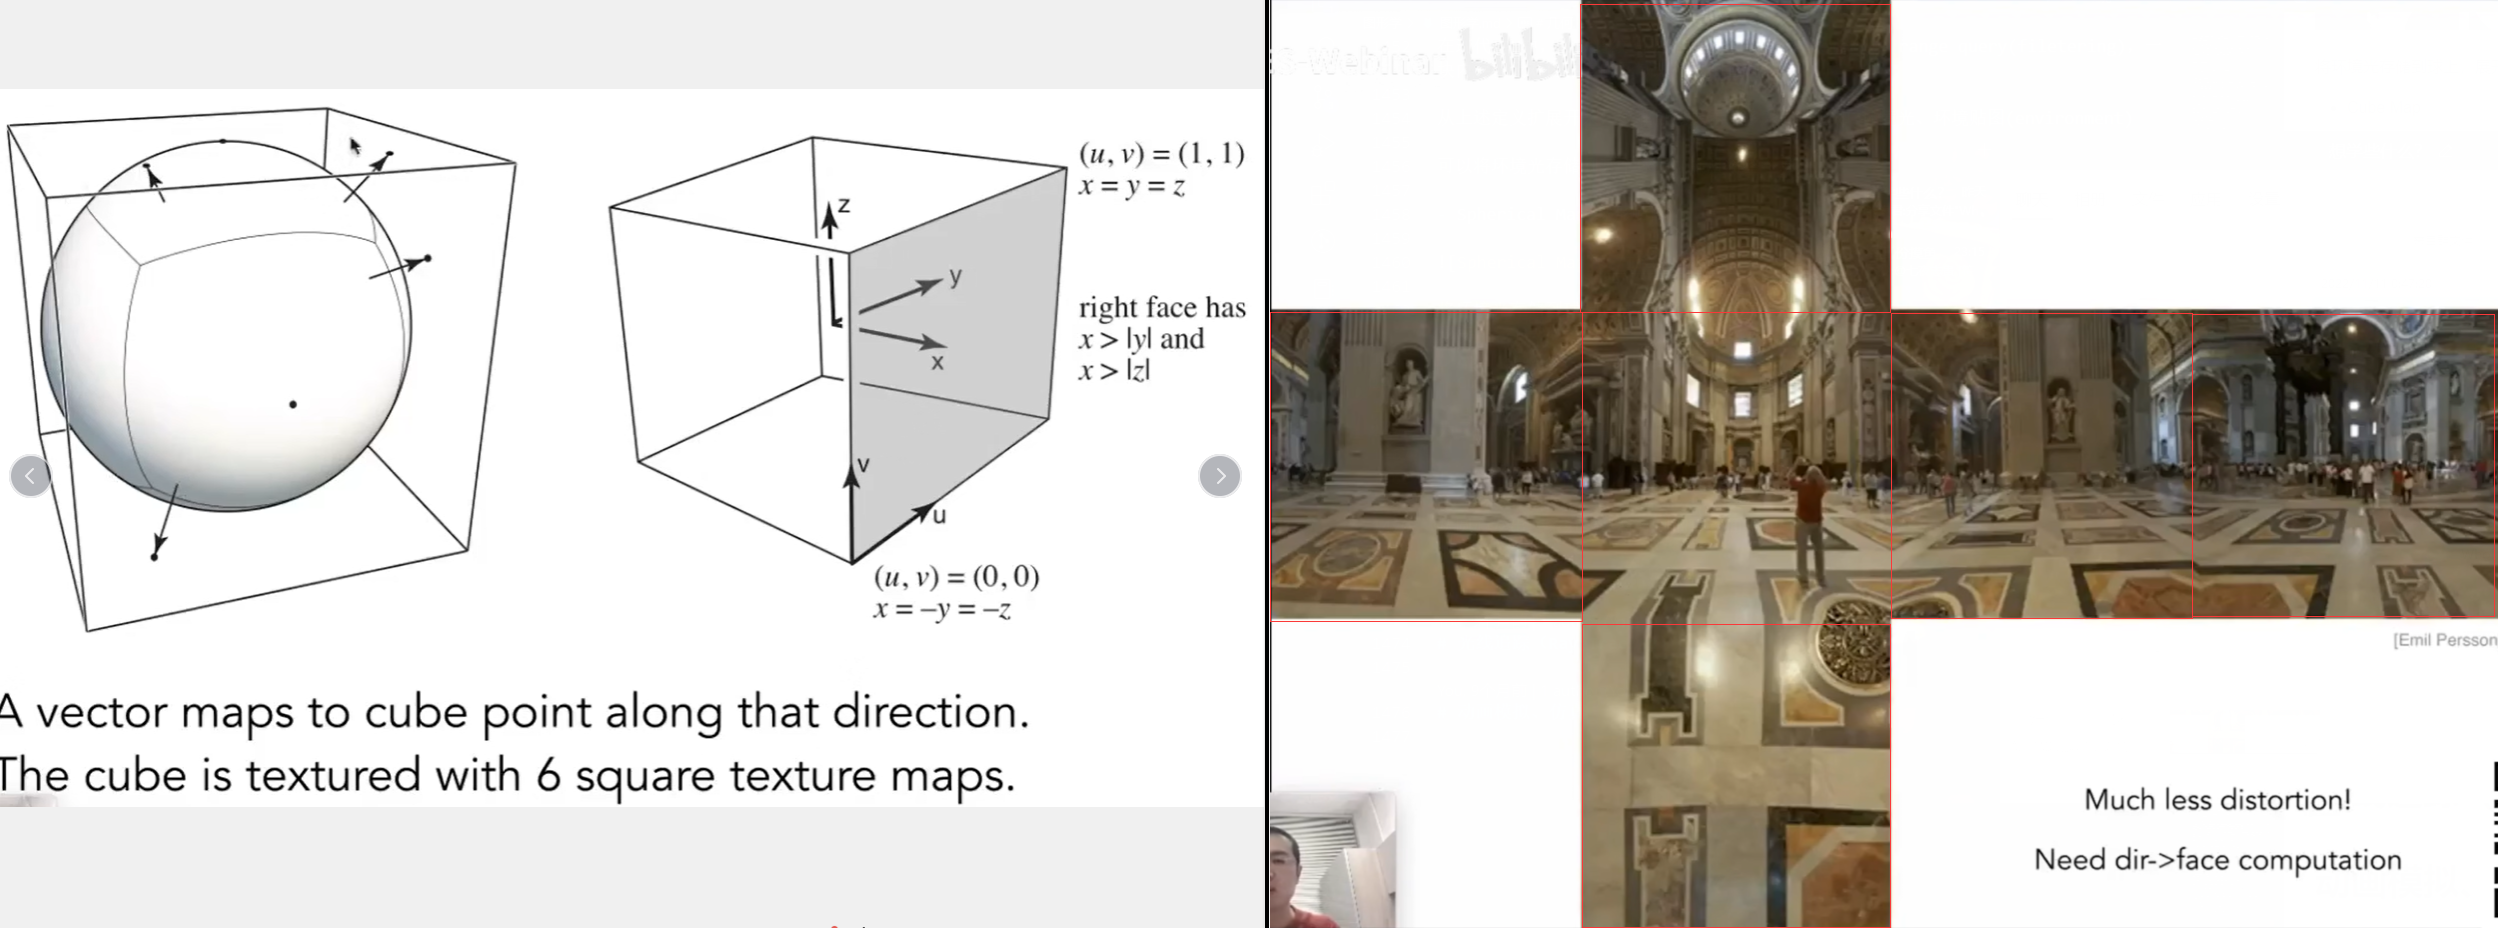 (u, v) = (1, 1)
x = y = z
z
y
x
right face has
x > |y| and
x > |z|
v
u
(u, v) = (0, 0)
x = –y = –z
A vector maps to cube point along that direction.
The cube is textured with 6 square texture maps.
-Webinar bilibili
[Emil Persson
Much less distortion!
Need dir->face computation